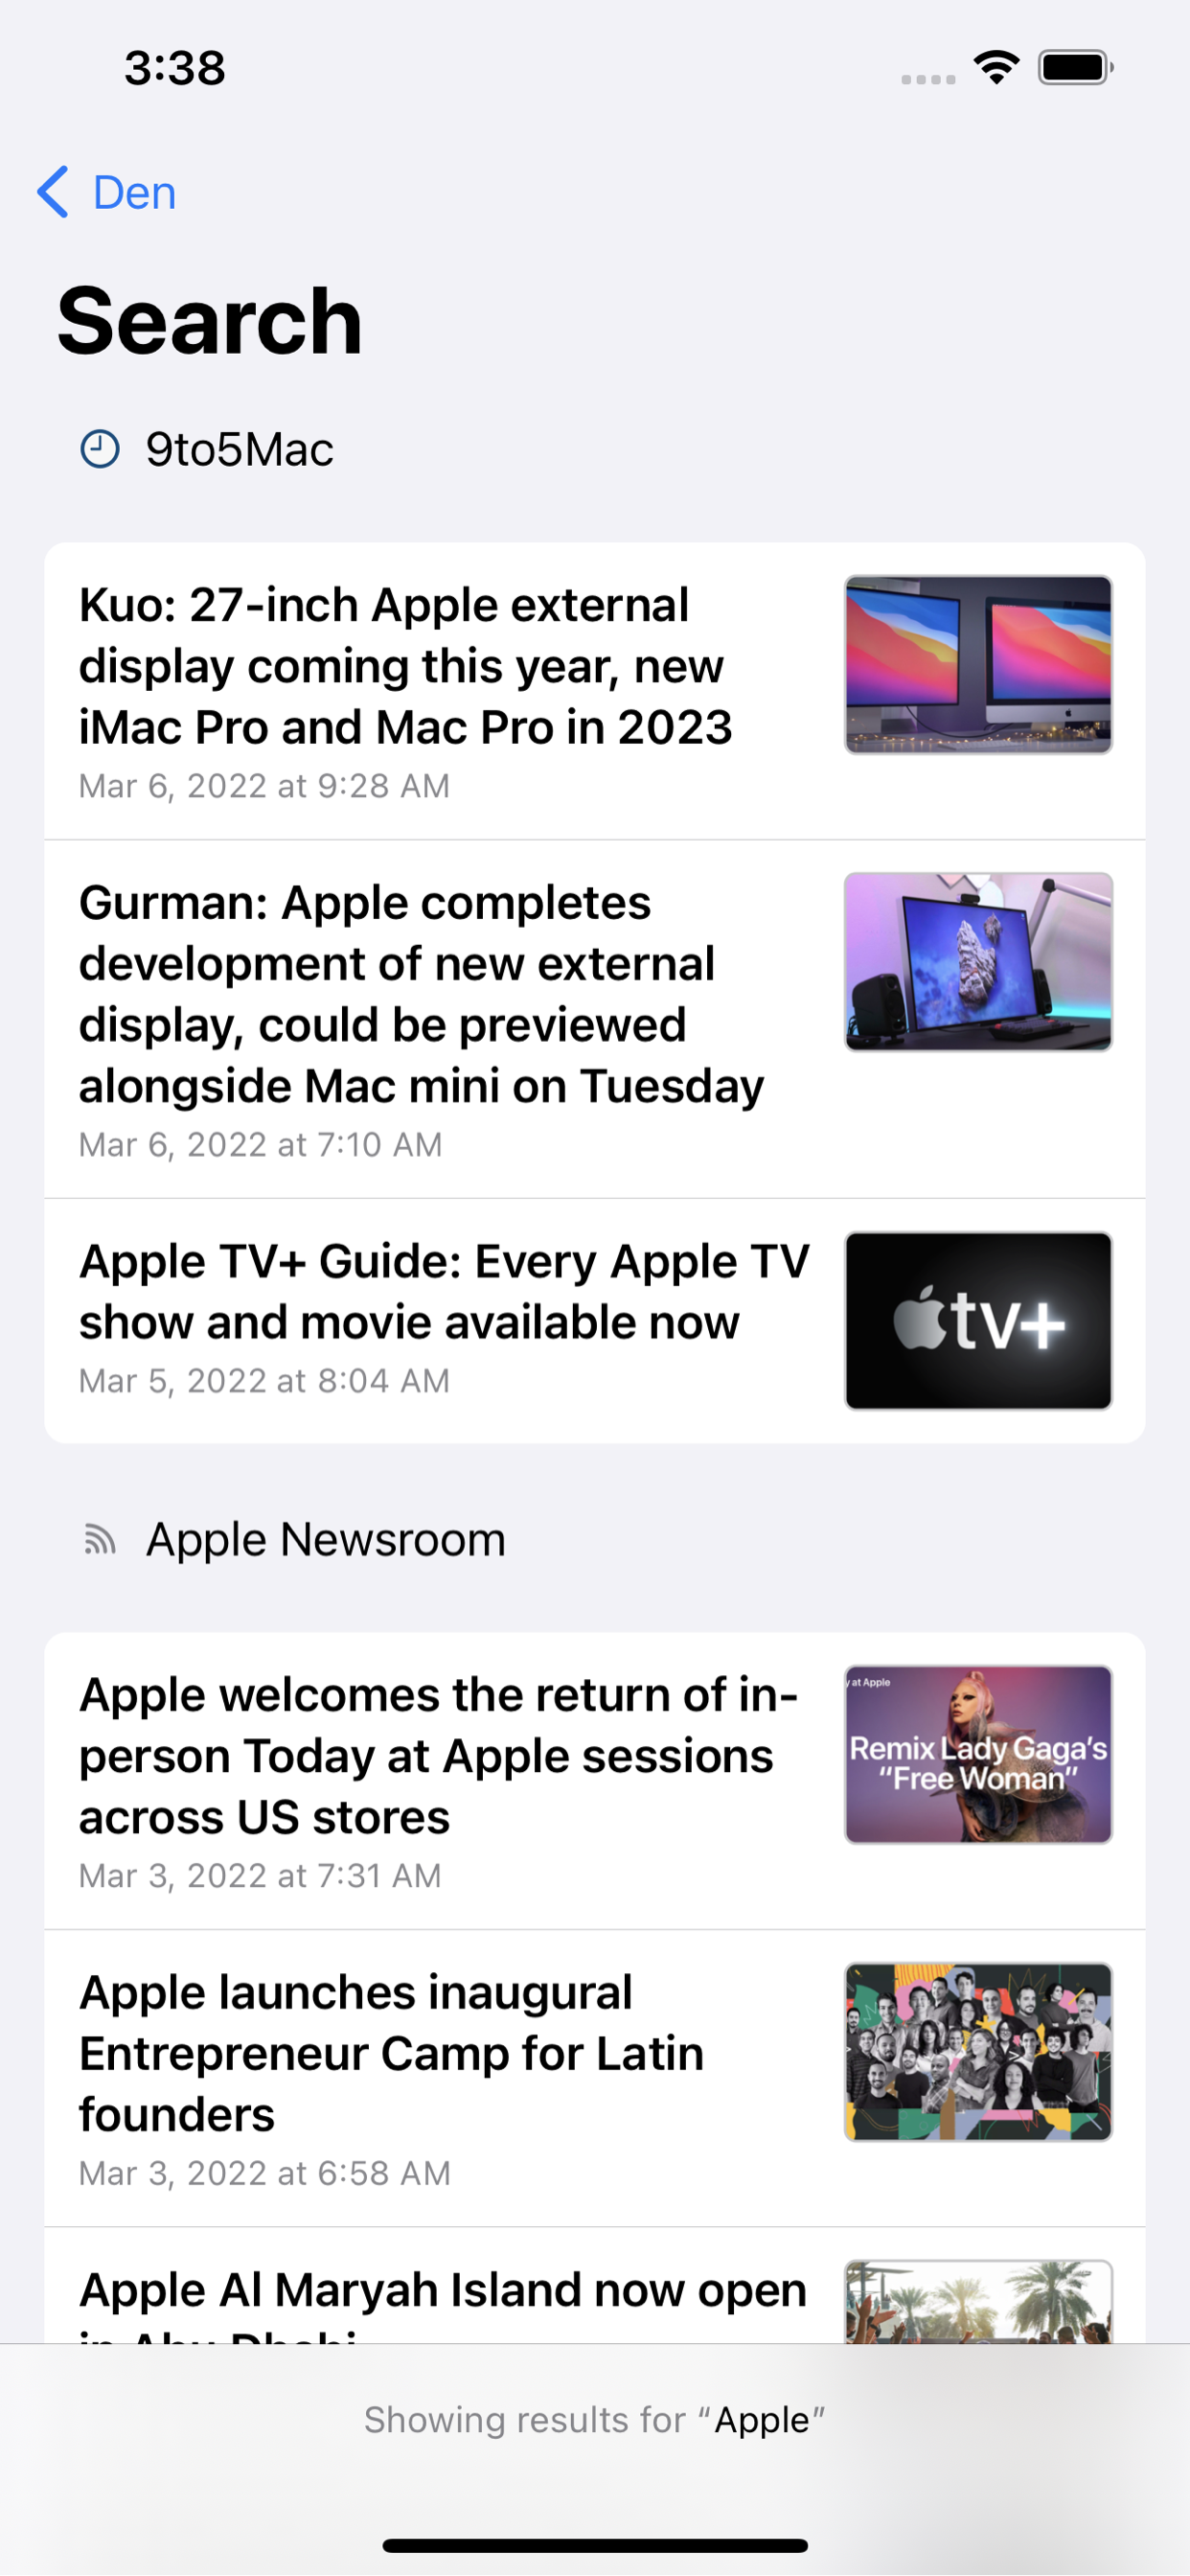 3:38
Den
Search
9to5Mac
Kuo: 27-inch Apple external
display coming this year, new
iMac Pro and Mac Pro in 2023
Mar 6, 2022 at 9:28 AM
Gurman: Apple completes
development of new external
display, could be previewed
alongside Mac mini on Tuesday
Mar 6, 2022 at 7:10 AM
Apple TV+ Guide: Every Apple TV
show and movie available now
Mar 5, 2022 at 8:04 AM
tv+
Apple Newsroom
Apple welcomes the return of in-
person Today at Apple sessions
across US stores
Mar 3, 2022 at 7:31 AM
y at Apple
Remix Lady Gaga's
“Free Woman”
Apple launches inaugural
Entrepreneur Camp for Latin
founders
Mar 3, 2022 at 6:58 AM
Apple Al Maryah Island now open
in Abu Dhabi
Showing results for “Apple”